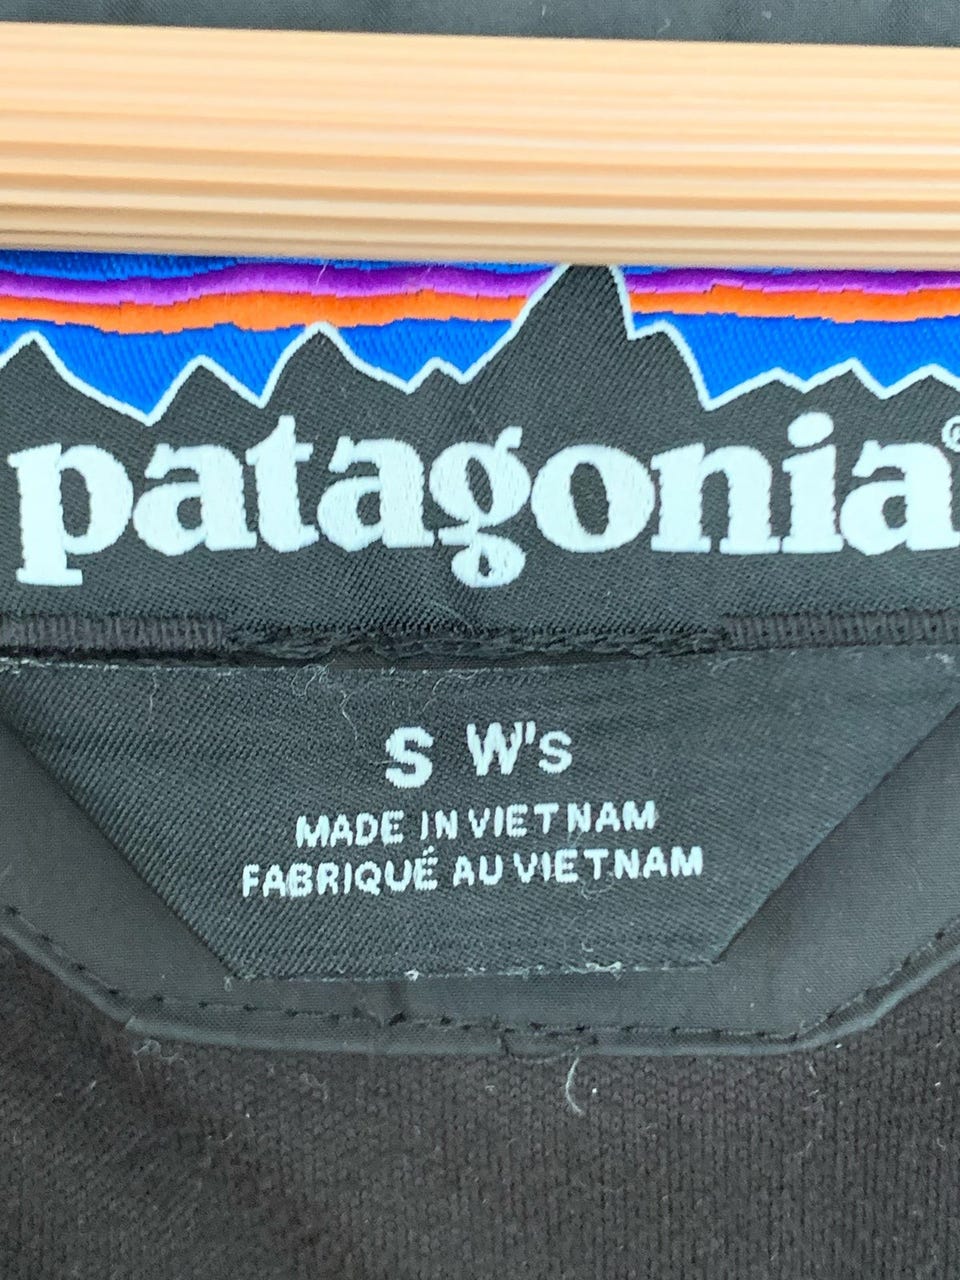 patagonia®
S W's
MADE IN VIETNAM
FABRIQUÉ AU VIETNAM